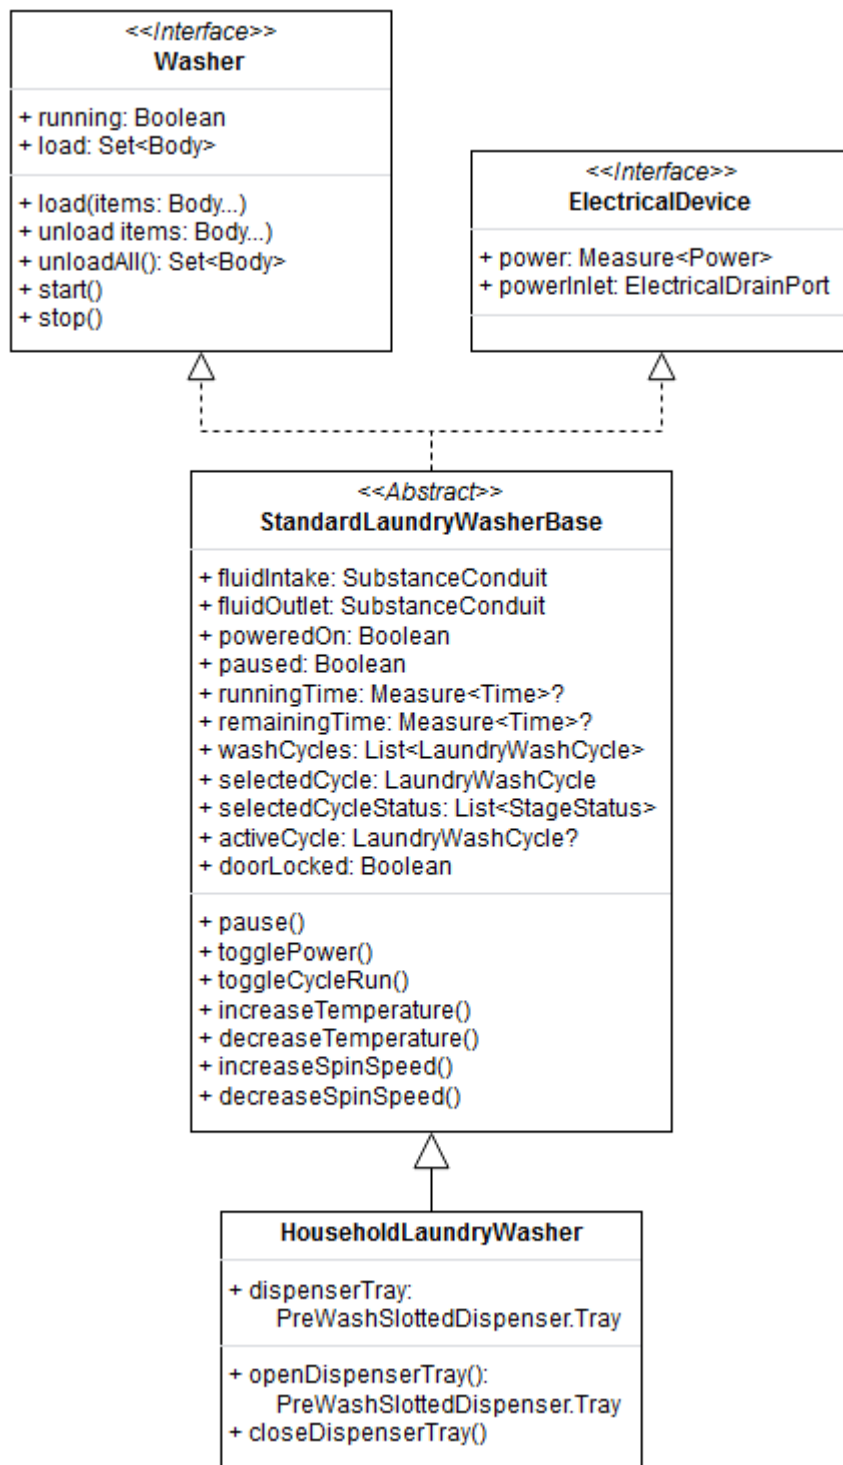 <<Interface>>
Washer
+ running: Boolean
+ load: Set<Body>
+ load(items: Body...)
+ unload items: Body...)
+ unloadAll(): Set<Body>
+ start()
+ stop()
<<Interface>>
ElectricalDevice
+ power: Measure<Power>
+ powerInlet: ElectricalDrainPort
<<Abstract>>
StandardLaundryWasherBase
+ fluidIntake: SubstanceConduit
+ fluidOutlet: SubstanceConduit
+ poweredOn: Boolean
+ paused: Boolean
+ runningTime: Measure<Time>?
+ remainingTime: Measure<Time>?
+ washCycles: List<LaundryWashCycle>
+ selectedCycle: LaundryWashCycle
+ selectedCycleStatus: List<StageStatus>
+ activeCycle: LaundryWashCycle?
+ doorLocked: Boolean
+ pause()
+ togglePower()
+ toggleCycleRun()
+ increaseTemperature()
+ decreaseTemperature()
+ increaseSpinSpeed()
+ decreaseSpinSpeed()
HouseholdLaundryWasher
+ dispenserTray:
PreWashSlottedDispenser.Tray
+ openDispenserTray():
PreWashSlottedDispenser.Tray
+ closeDispenserTray()